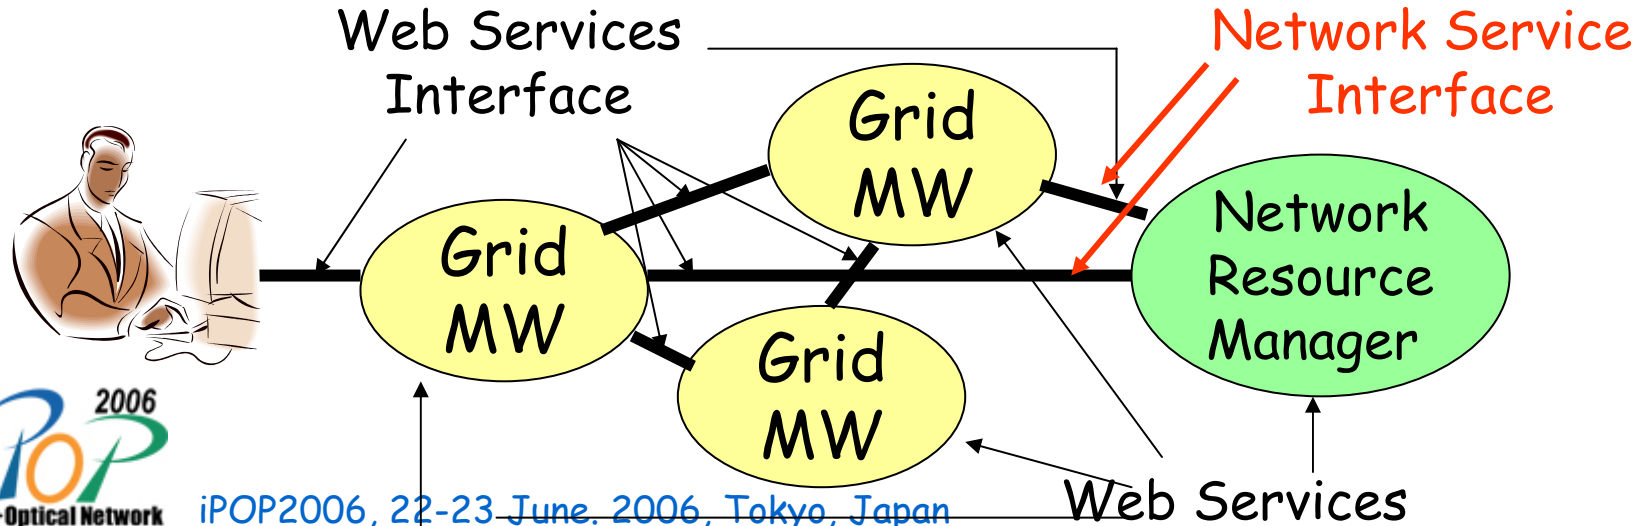 Web Services
Interface
Network Service
Interface
Grid
MW
Grid
MW
Grid
MW
Network
Resource
Manager
2006
POP
Optical Network
iPOP2006, 22-23 June. 2006, Tokyo, Japan
Web Services